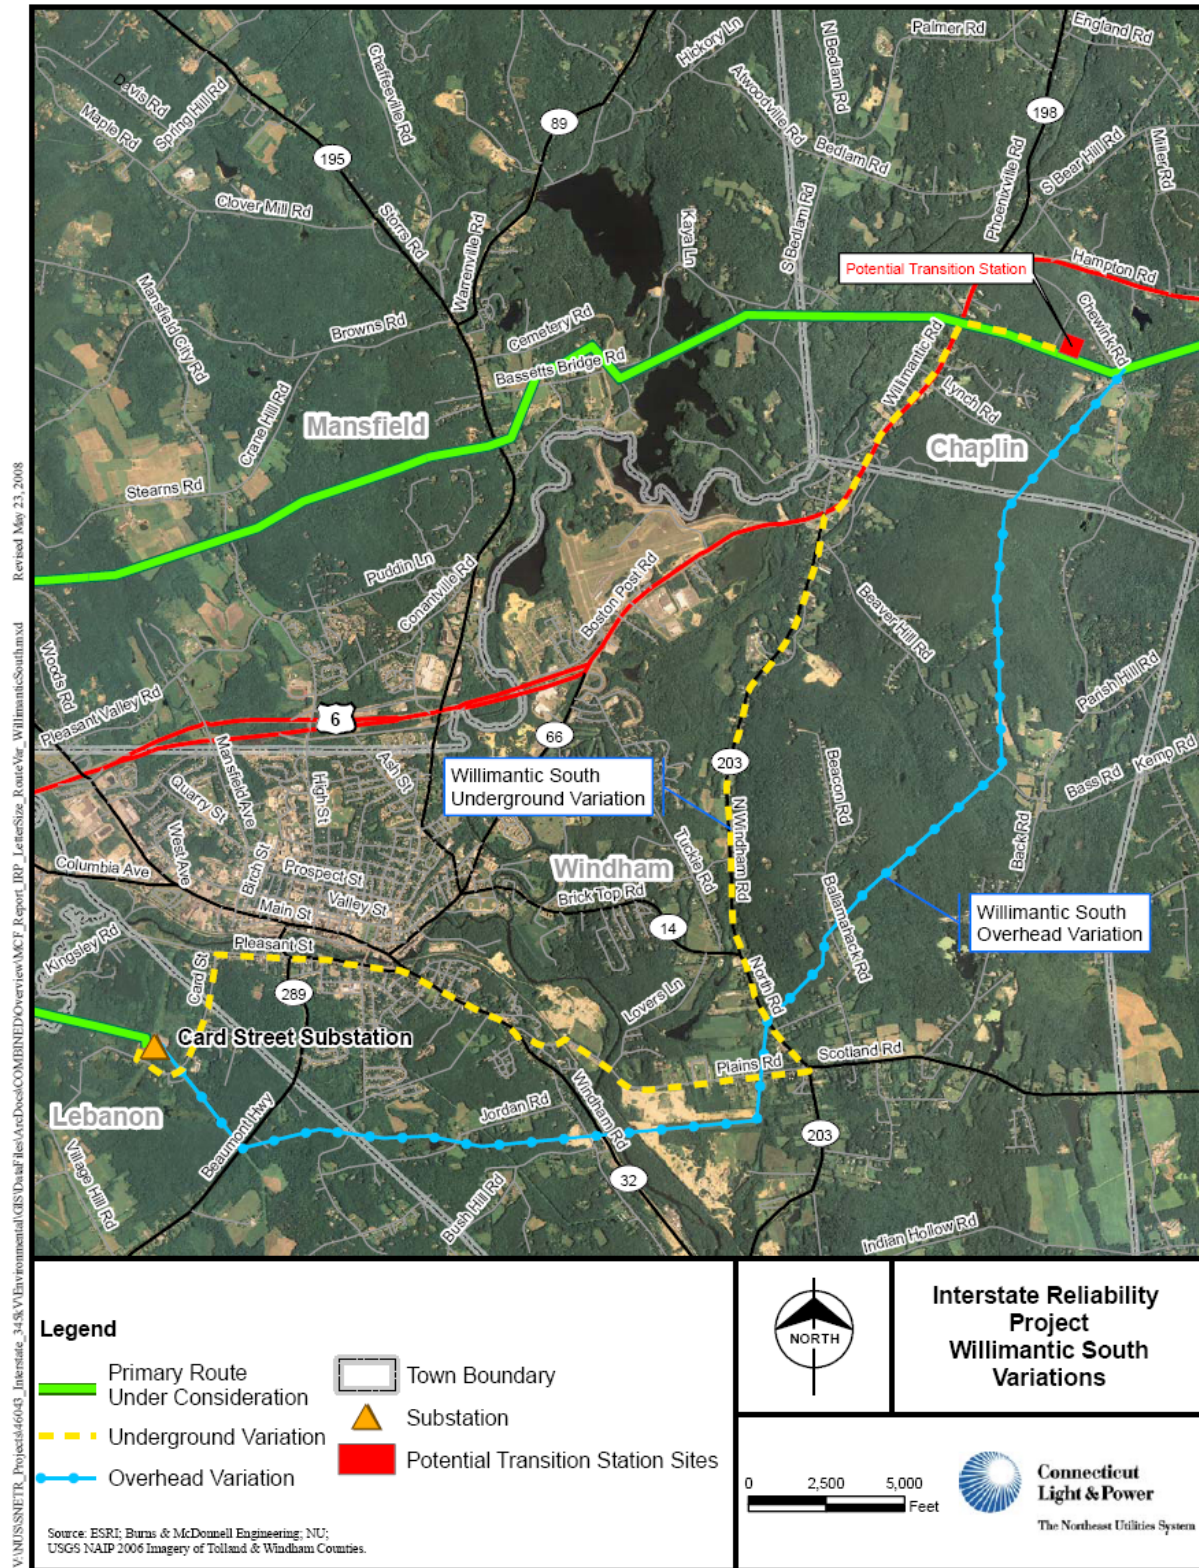 Hickory Ln
N Bedlam Rd
Palmer Rd
England Rd
Chaffeeville Rd
Davis Rd
Spring Hill Rd
Maple Rd
89
Atwoodville Rd
198
Bedlam Rd
Miller Rd
195
S Bear Hill Rd
Phoenixville Rd
Clover Mill Rd
Storrs Rd
Warrenville Rd
Kaya Ln
S Bedlam Rd
Potential Transition Station
Hampton Rd
Mansfield City Rd
Browns Rd
Cemetery Rd
Chewink Rd
Bassetts Bridge Rd
Willimantic Rd
Lynch Rd
Crane Hill Rd
Mansfield
Chaplin
Stearns Rd
Puddin Ln
Conantville Rd
Boston Post Rd
Beaver Hill Rd
Woods Rd
Pleasant Valley Rd
6
Parish Hill Rd
66
203
Kemp Rd
Bass Rd
Mansfield Ave
Quarry St
High St
Ash St
Willimantic South
Underground Variation
Beacon Rd
N Windham Rd
Tuckie Rd
Back Rd
West Ave
Birch St
Columbia Ave
Prospect St
Valley St
Windham
Brick Top Rd
Main St
14
Ballamahack Rd
Willimantic South
Overhead Variation
Kingsley Rd
Pleasant St
Card St
289
Lovers Ln
North Rd
Card Street Substation
Plains Rd
Scotland Rd
Lebanon
Beaumont Hwy
Jordan Rd
Windham Rd
203
Village Hill Rd
Bush Hill Rd
32
Indian Hollow Rd
Revised May 23, 2008
V:\NUS\SNETR_Projects\46043_Interstate_345kV\Environmental\GIS\DataFiles\ArcDocs\COMBINED\Overview\MCF_Report_IRP_LetterSize_RouteVar_WillimanticSouth.mxd
Legend
Primary Route
Under Consideration
Underground Variation
Overhead Variation
Town Boundary
Substation
Potential Transition Station Sites
Source: ESRI; Burns & McDonnell Engineering; NU;
USGS NAIP 2006 Imagery of Tolland & Windham Counties.
NORTH
Interstate Reliability
Project
Willimantic South
Variations
0 2,500 5,000
Feet
Connecticut
Light & Power
The Northeast Utilities System